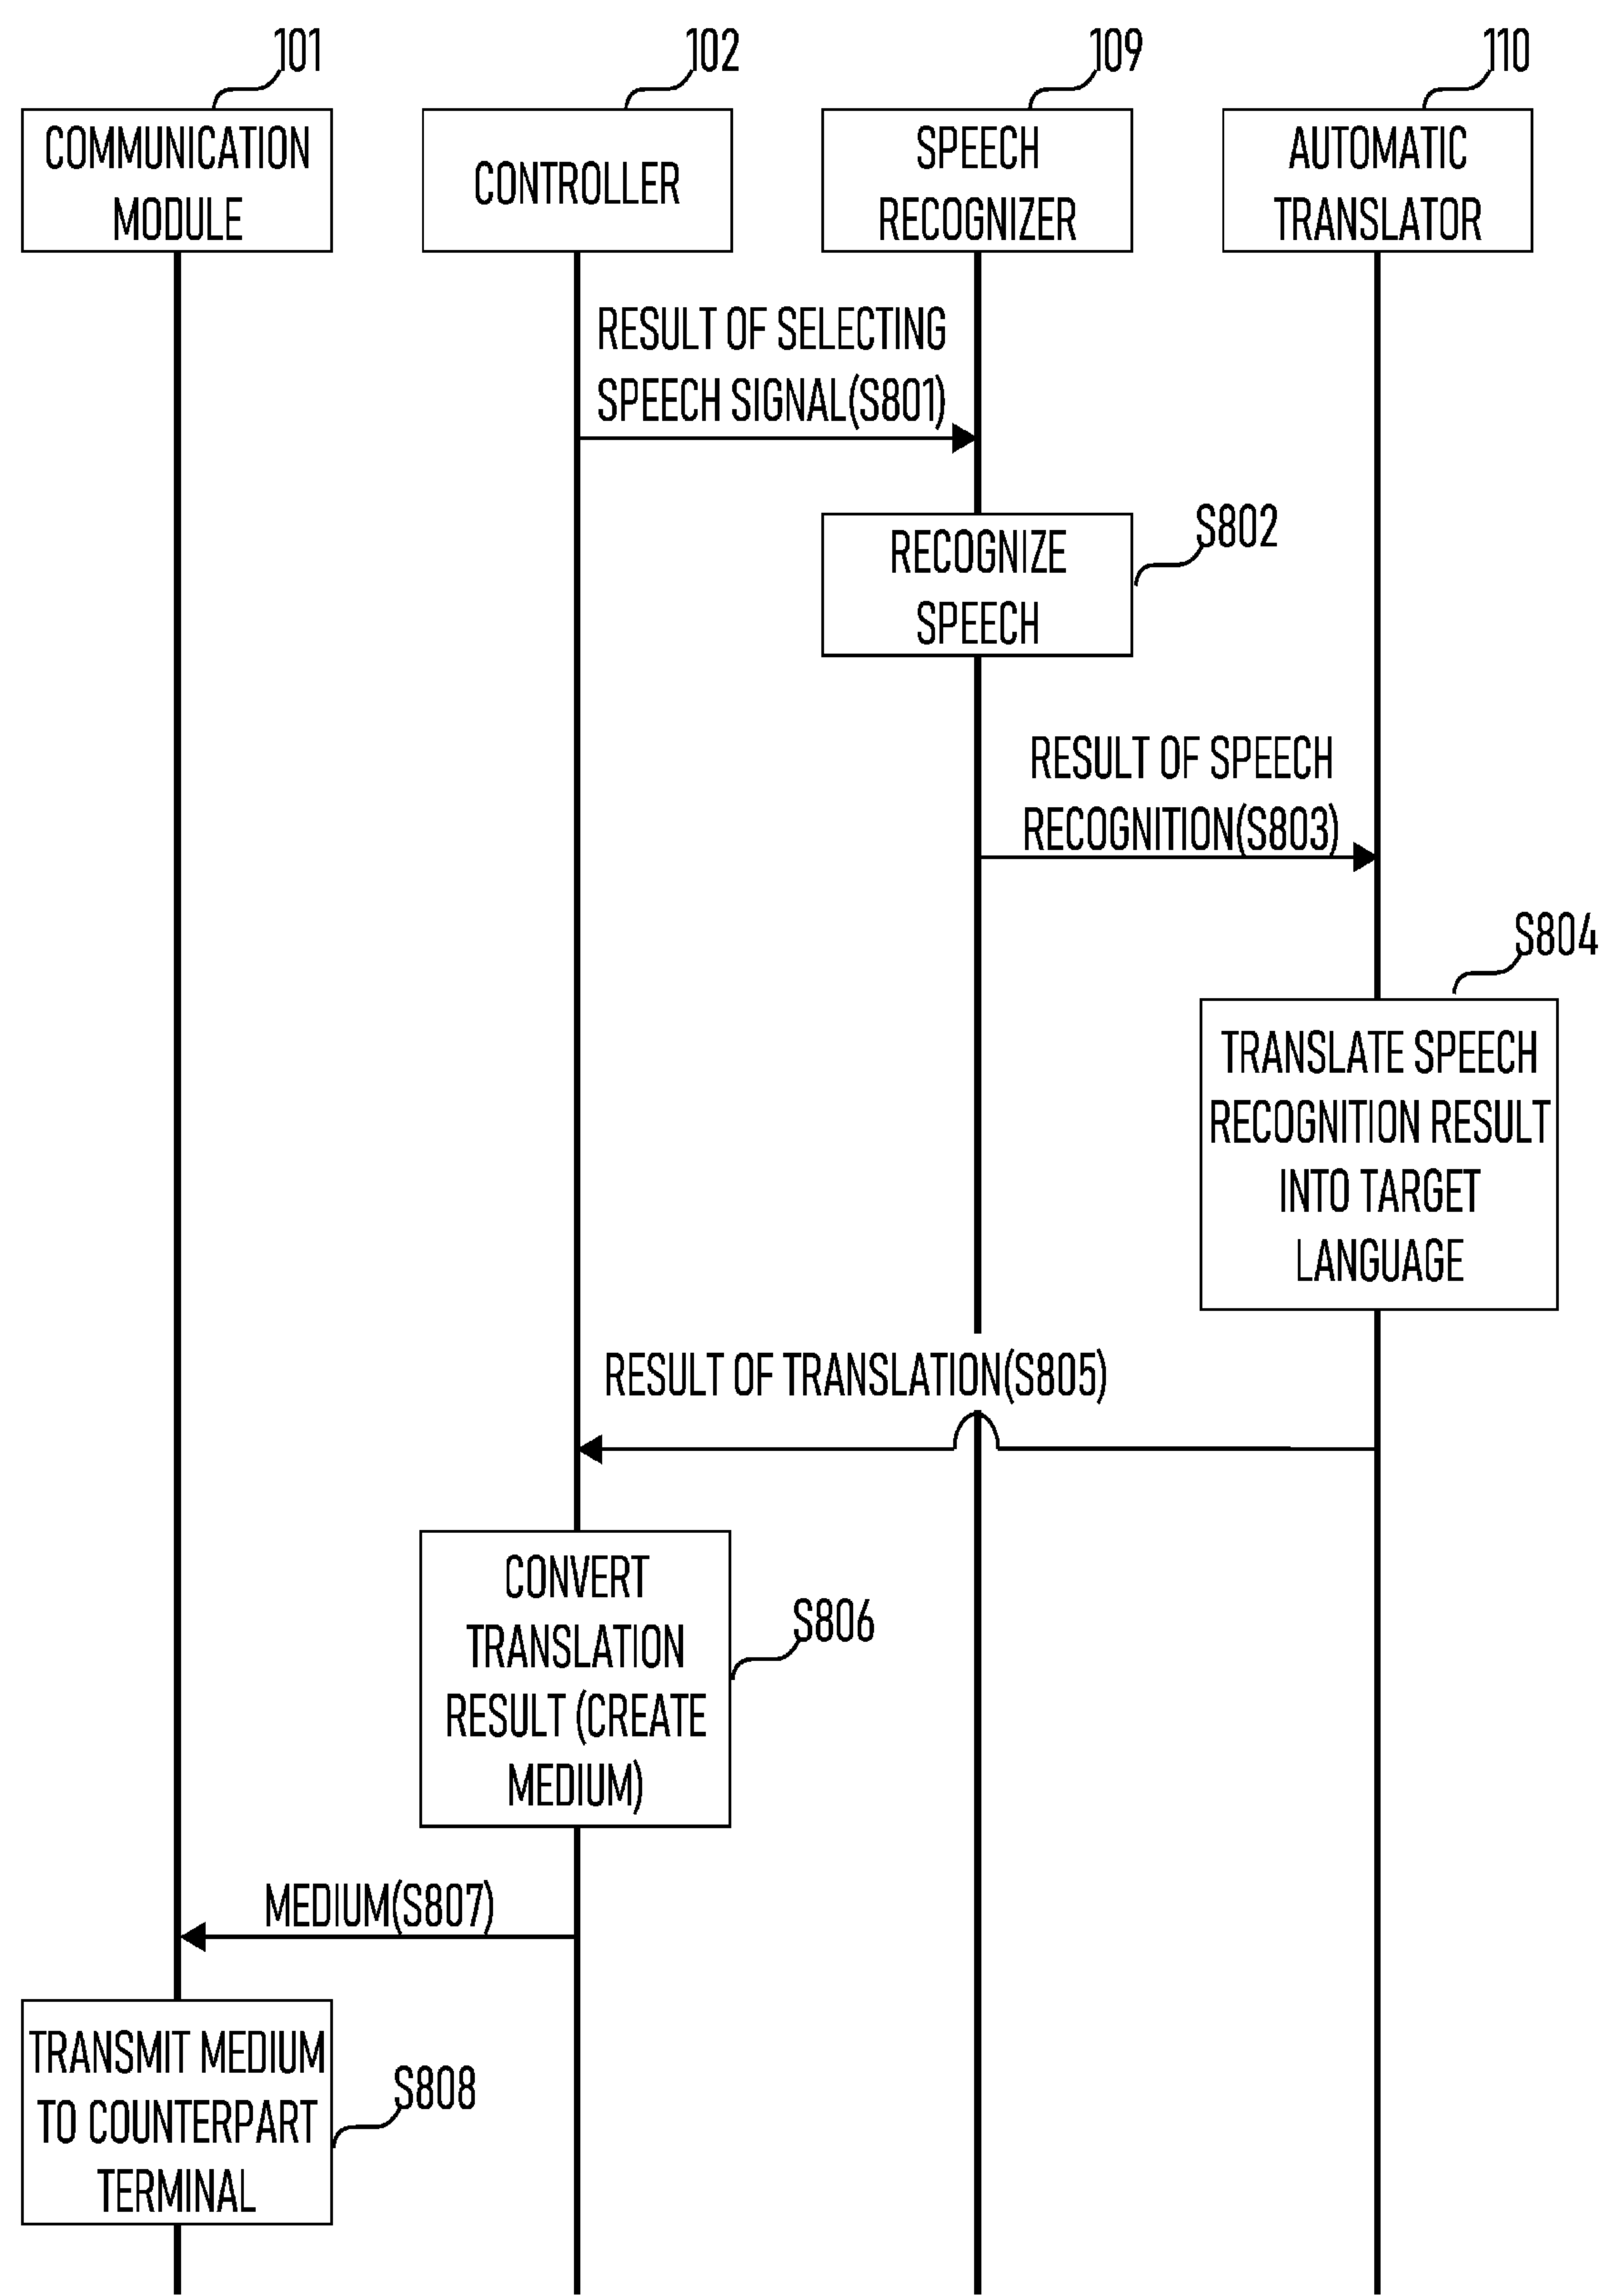 101
102
109
110
COMMUNICATION
MODULE
CONTROLLER
SPEECH
RECOGNIZER
AUTOMATIC
TRANSLATOR
RESULT OF SELECTING
SPEECH SIGNAL(S801)
RECOGNIZE
SPEECH
S802
RESULT OF SPEECH
RECOGNITION(S803)
S804
TRANSLATE SPEECH
RECOGNITION RESULT
INTO TARGET
LANGUAGE
RESULT OF TRANSLATION(S805)
CONVERT
TRANSLATION
RESULT (CREATE
MEDIUM)
S806
MEDIUM(S807)
TRANSMIT MEDIUM
TO COUNTERPART
TERMINAL
S808